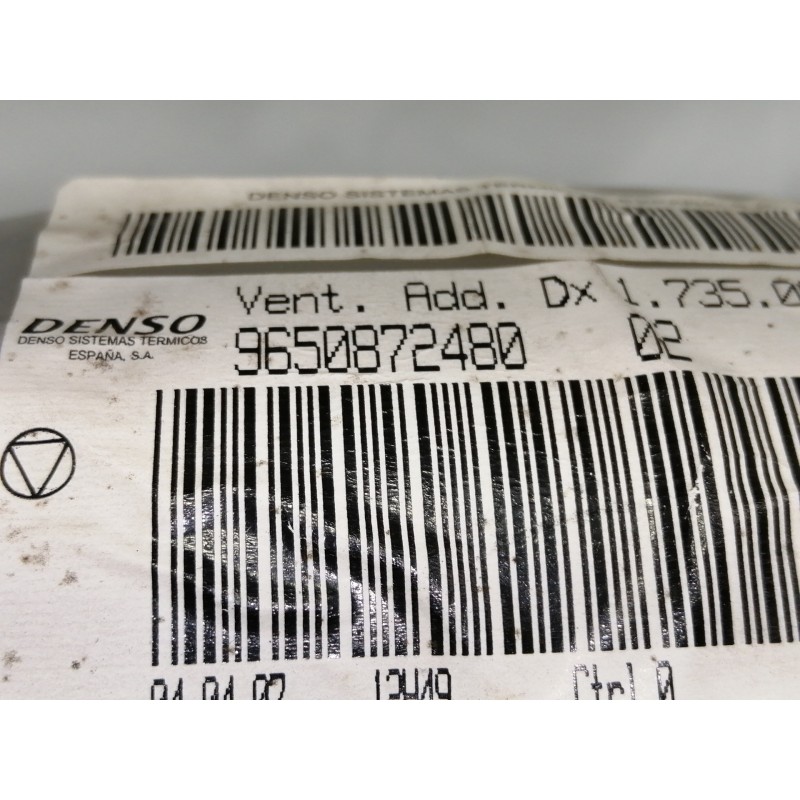 DENSO SISTEMAS
Vent. Add. Dx 1.735.0
DENSO
DENSO SISTEMAS TERMICOS
ESPAÑA, S.A.
9650872480 02
Ctrl 0